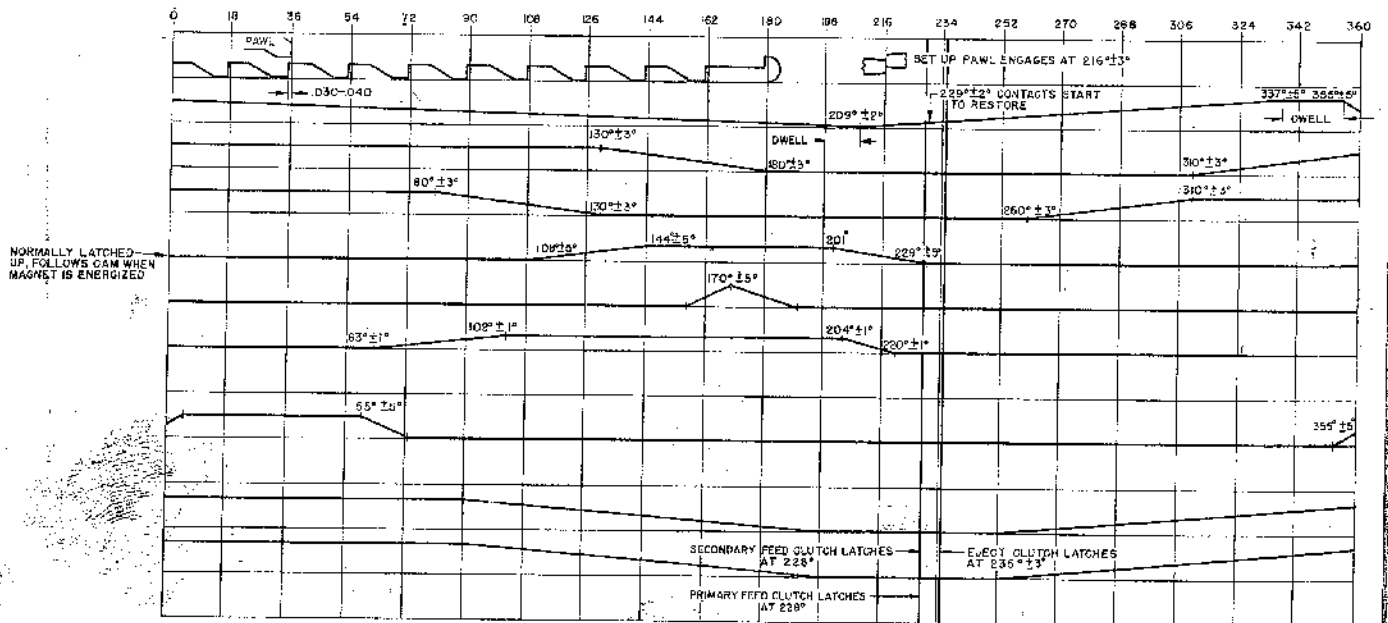 0 18 36 54 72 90 108 126 144 162 180 198 216 234 252 270 288 306 324 342 360
PAWL
SET UP PAWL ENGAGES AT 216°±3°
.030-.040
229°±2° CONTACTS START
TO RESTORE
337°±5° 355°±5°
209° ±2°
DWELL
130°±3°
DWELL
180°±3°
310°±3°
80°±3°
310°±3°
130°±3°
260°±3°
NORMALLY LATCHED
UP, FOLLOWS CAM WHEN
MAGNET IS ENERGIZED
108±5°
144°±5°
201°
229°±5°
170°±5°
63°±1°
102°±1°
204°±1°
220°±1°
55° ±5°
355° ±5°
SECONDARY FEED CLUTCH LATCHES
AT 228°
EJECT CLUTCH LATCHES
AT 235°±3°
PRIMARY FEED CLUTCH LATCHES
AT 228°